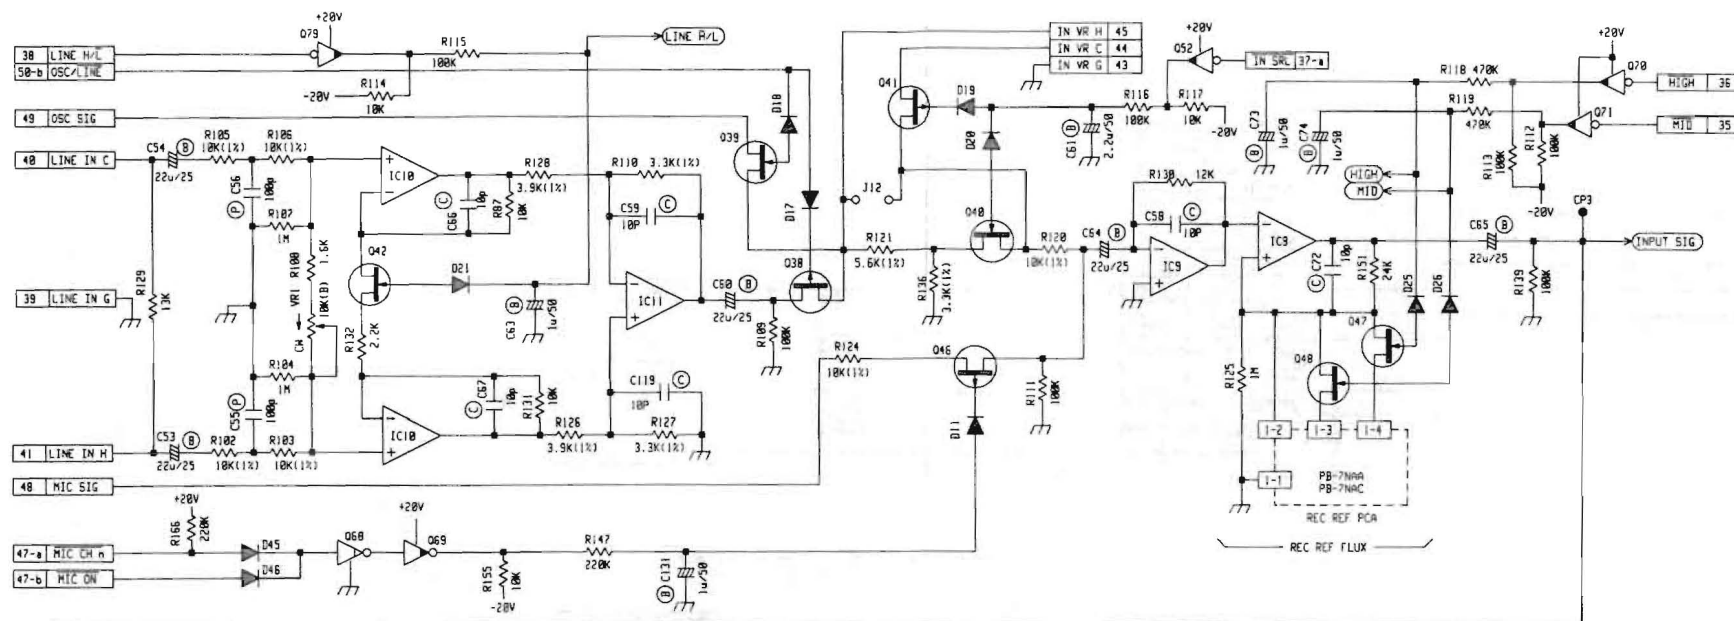 +20V
Q79
38 LINE H/L
50-b OSC/LINE
R115
100K
LINE H/L
R114
10K
-20V
49 OSC SIG
40 LINE IN C
C54 B
22u/25
R105
10K(1%)
R106
10K(1%)
C56
100p
P
R107
1M
R100
1.6K
VR1
10K(B)
CW
R129
13K
39 LINE IN G
R104
1M
C55
100p
P
41 LINE IN H
C53 B
22u/25
R102
10K(1%)
R103
10K(1%)
48 MIC SIG
IC10
C66
10p
C
R87
10K
R128
3.9K(1%)
R110
3.3K(1%)
C59 C
10P
Q42
D21
C63
1u/50
B
R132
2.2K
IC10
C67
10p
C
R131
10K
R126
3.9K(1%)
R127
3.3K(1%)
C119 C
10P
IC11
C60 B
22u/25
R109
100K
Q39
D18
D17
Q38
IN VR H 45
IN VR C 44
IN VR G 43
Q41
D19
D20
J12
R121
5.6K(1%)
R136
3.3K(1%)
Q40
R120
10K(1%)
C61
2.2u/50
B
R116
100K
R117
10K
-20V
+20V
Q52
IN SRL 37-a
R124
10K(1%)
Q46
R111
100K
D11
C64 B
22u/25
R130
12K
C58 C
10P
IC9
IC9
C72
10p
C
R151
24K
R125
1M
Q47
Q48
D25
D26
1-2
1-3
1-4
1-1
PB-7NAA
PB-7NAC
REC REF PCA
REC REF FLUX
C73
1u/50
B
C74
1u/50
B
R118 470K
R119
470K
HIGH
MID
R113
100K
R112
100K
-20V
+20V
Q70
Q71
HIGH 36
MID 35
C65 B
22u/25
R139
100K
CP3
INPUT SIG
+20V
R166
220K
47-a MIC CH n
47-b MIC ON
D45
D46
Q68
+20V
Q69
R155
10K
-20V
R147
220K
C131
1u/50
B